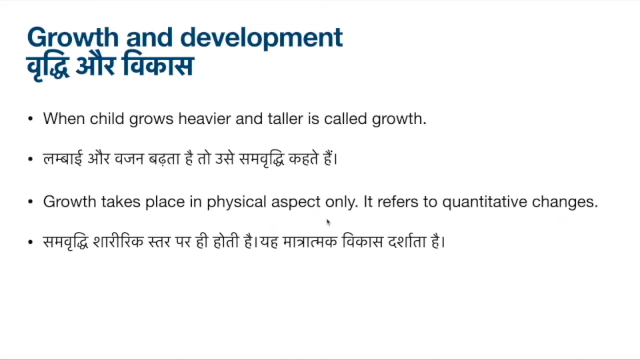 Growth and development
वृद्धि और विकास
• When child grows heavier and taller is called growth.
• लम्बाई और वजन बढ़ता है तो उसे समवृद्धि कहते हैं।
• Growth takes place in physical aspect only. It refers to quantitative changes.
• समवृद्धि शारीरिक स्तर पर ही होती है।यह मात्रात्मक विकास दर्शाता है।